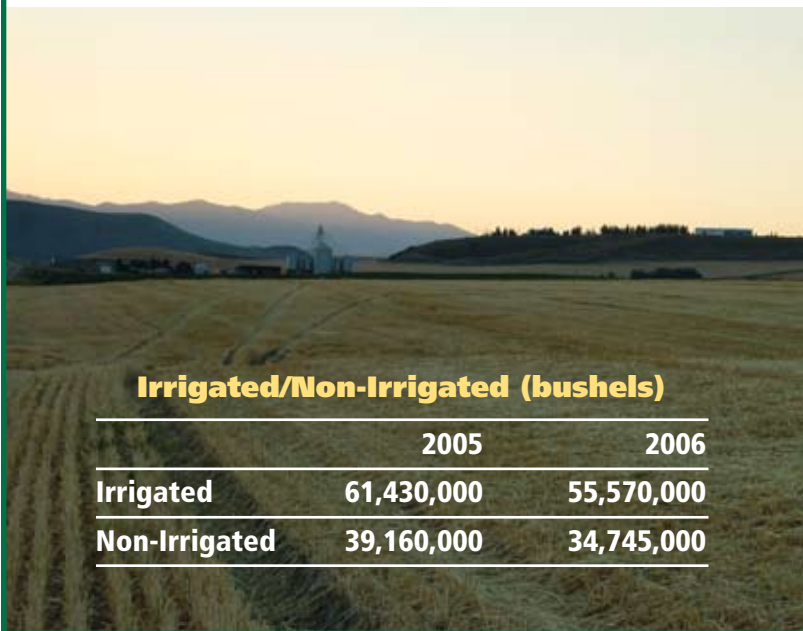 Irrigated/Non-Irrigated (bushels)
2005 2006
Irrigated 61,430,000 55,570,000
Non-Irrigated 39,160,000 34,745,000